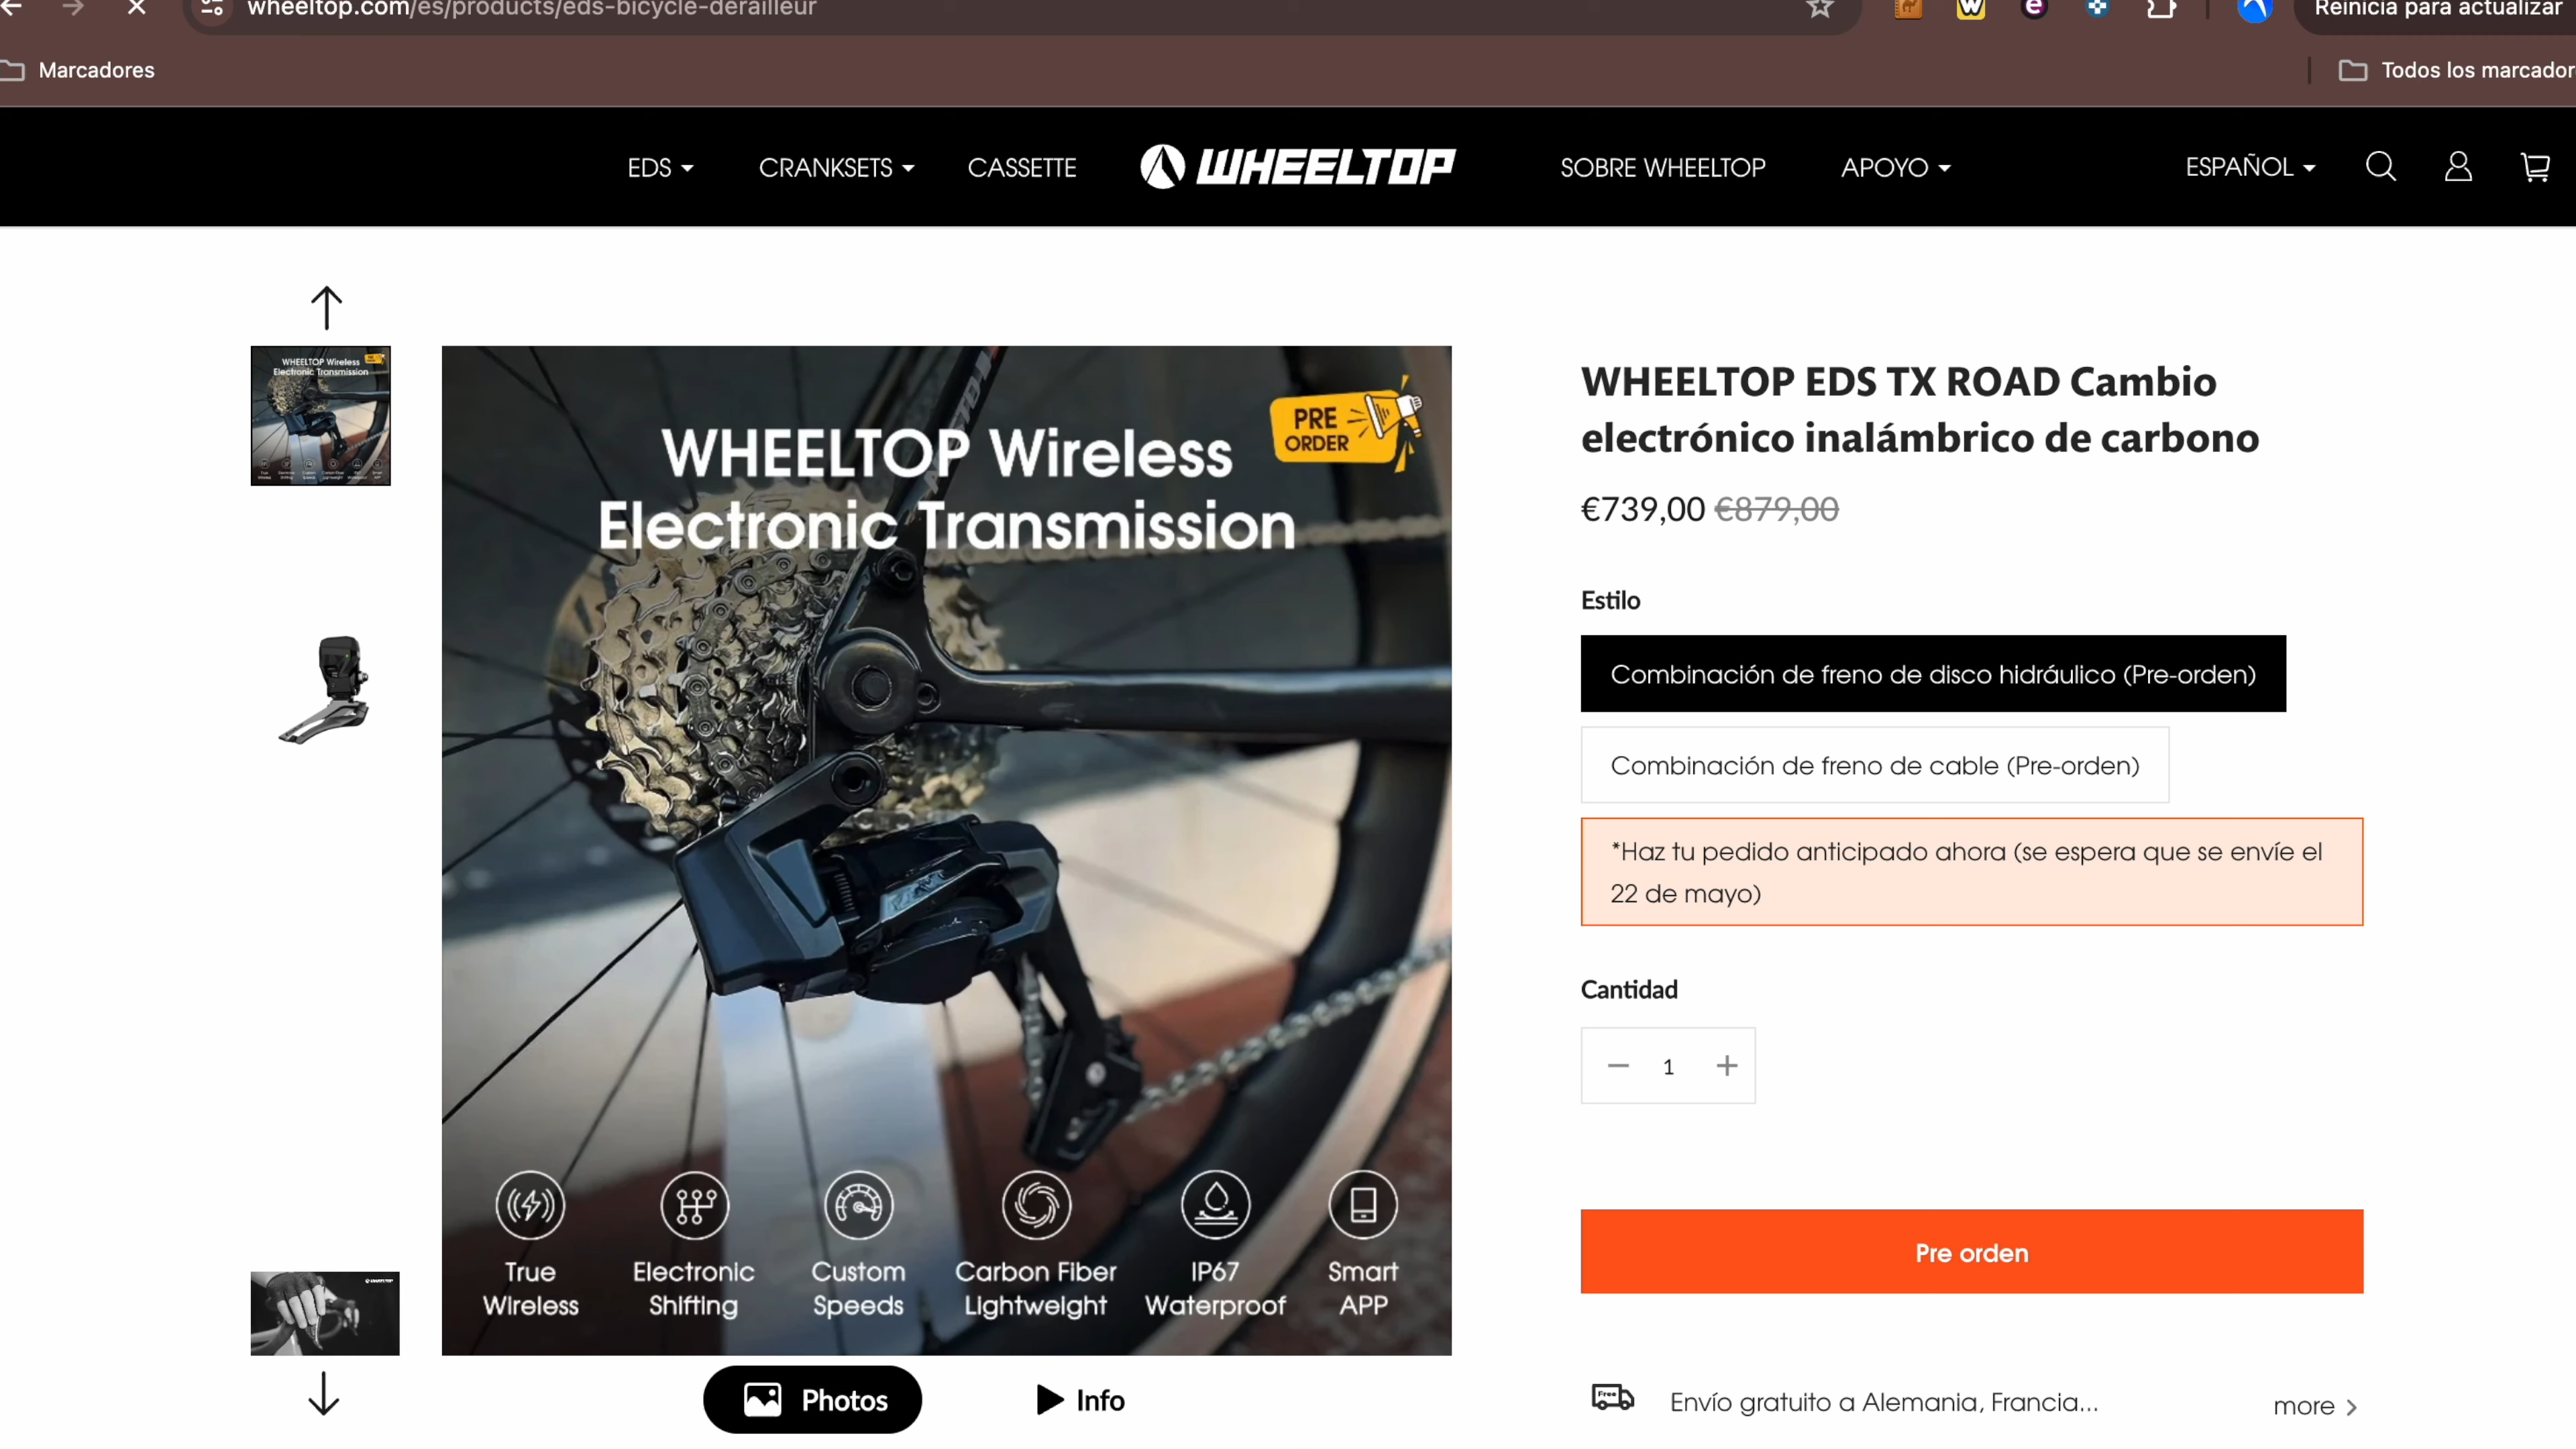 wheeltop.com/es/products/eds-bicycle-derailleur
Reinicia para actualizar
Marcadores
Todos los marcador
EDS
CRANKSETS
CASSETTE
WHEELTOP
SOBRE WHEELTOP
APOYO
ESPAÑOL
WHEELTOP Wireless
Electronic Transmission
PRE
ORDER
WHEELTOP Wireless
Electronic Transmission
True
Wireless
Electronic
Shifting
Custom
Speeds
Carbon Fiber
Lightweight
IP67
Waterproof
Smart
APP
Photos
Info
WHEELTOP EDS TX ROAD Cambio
electrónico inalámbrico de carbono
€739,00 €879,00
Estilo
Combinación de freno de disco hidráulico (Pre-orden)
Combinación de freno de cable (Pre-orden)
*Haz tu pedido anticipado ahora (se espera que se envíe el
22 de mayo)
Cantidad
1
Pre orden
Free
Envío gratuito a Alemania, Francia...
more